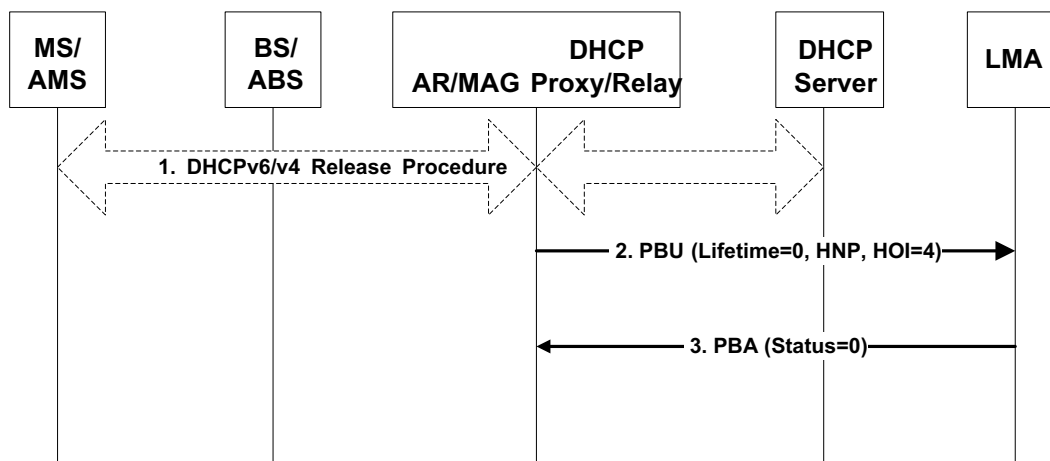 MS/
AMS
BS/
ABS
DHCP
AR/MAG Proxy/Relay
DHCP
Server
LMA
1. DHCPv6/v4 Release Procedure
2. PBU (Lifetime=0, HNP, HOI=4)
3. PBA (Status=0)